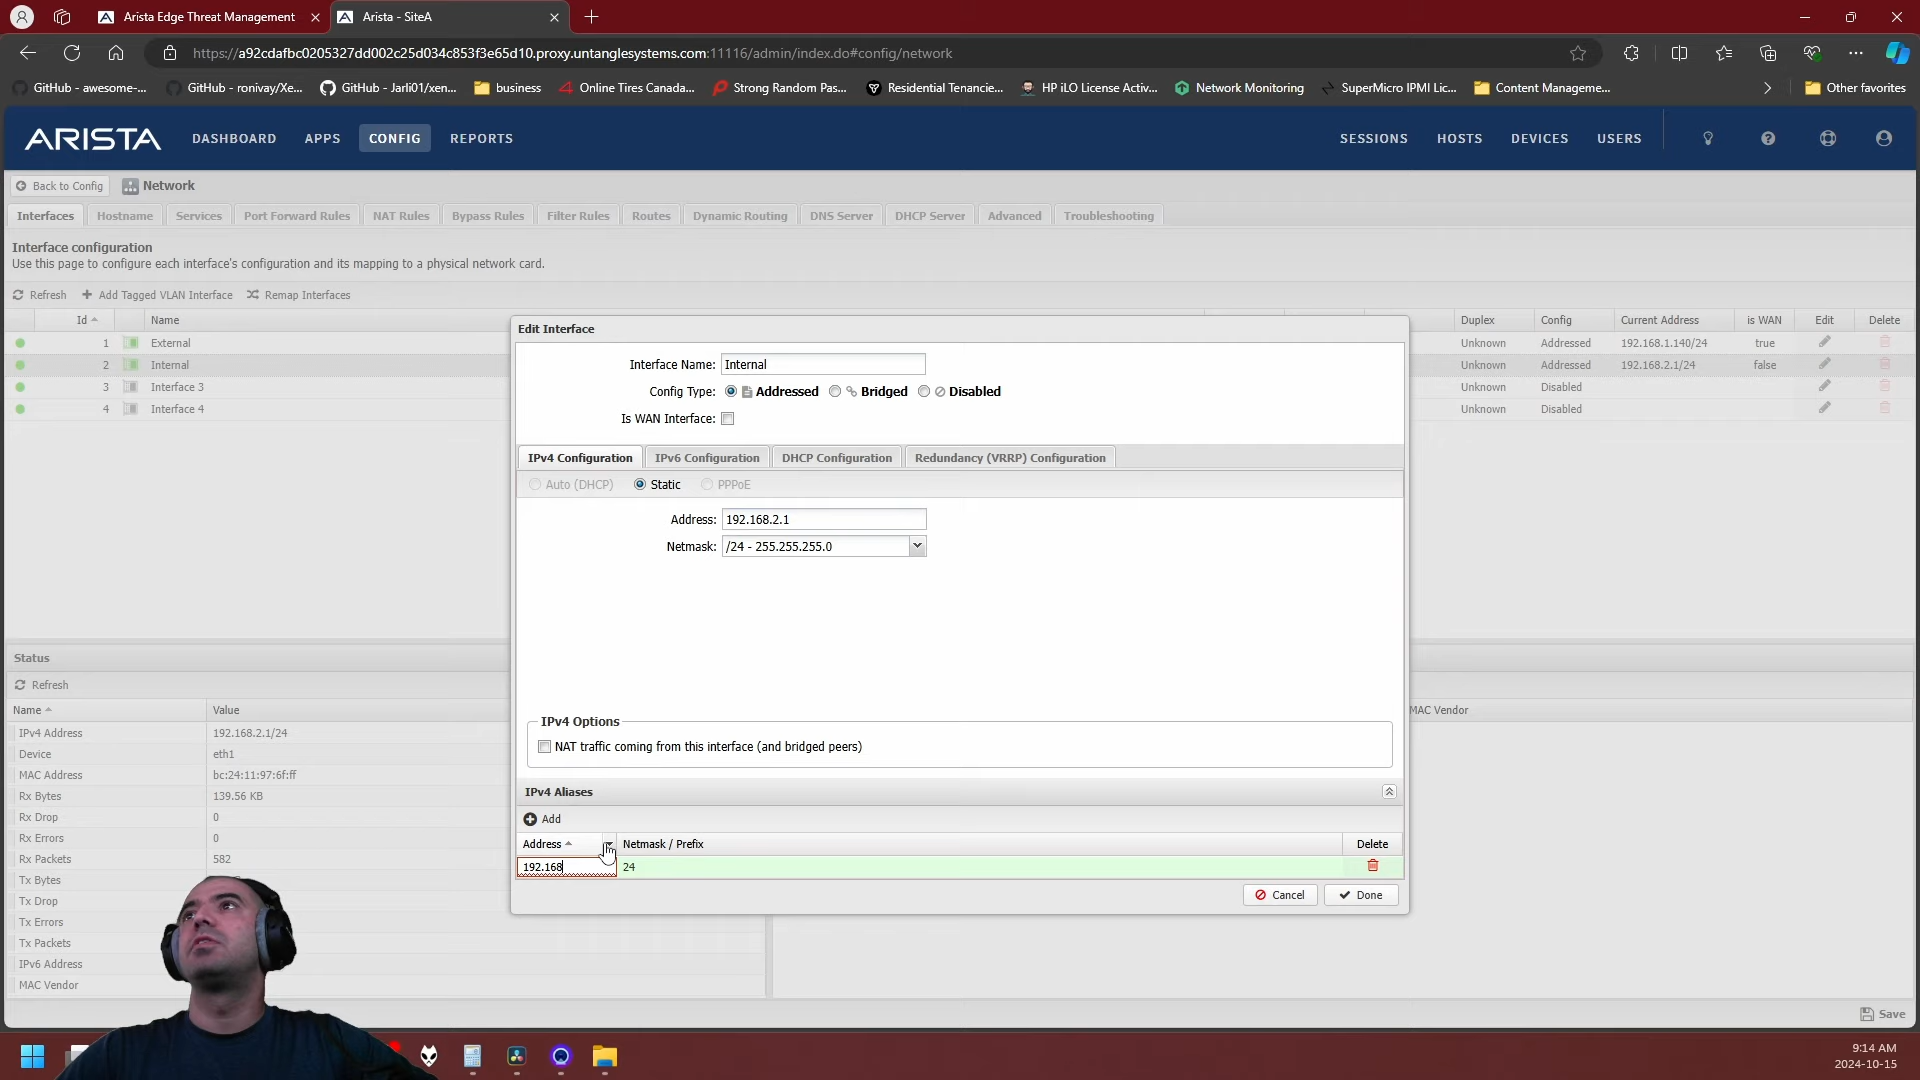 Arista Edge Threat Management
Arista - SiteA
https://a92cdafbc0205327dd002c25d034c853f3e65d10.proxy.untanglesystems.com:11116/admin/index.do#config/network
GitHub - awesome-...
GitHub - ronivay/Xe...
GitHub - Jarli01/xen...
business
Online Tires Canada...
Strong Random Pas...
Residential Tenancie...
HP iLO License Activ...
Network Monitoring
SuperMicro IPMI Lic...
Content Manageme...
Other favorites
ARISTA
DASHBOARD
APPS
CONFIG
REPORTS
SESSIONS
HOSTS
DEVICES
USERS
Back to Config
Network
Interfaces
Hostname
Services
Port Forward Rules
NAT Rules
Bypass Rules
Filter Rules
Routes
Dynamic Routing
DNS Server
DHCP Server
Advanced
Troubleshooting
Interface configuration
Use this page to configure each interface's configuration and its mapping to a physical network card.
Refresh
Add Tagged VLAN Interface
Remap Interfaces
Id Name Duplex Config Current Address is WAN Edit Delete
1 External Unknown Addressed 192.168.1.140/24 true
2 Internal Unknown Addressed 192.168.2.1/24 false
3 Interface 3 Unknown Disabled
4 Interface 4 Unknown Disabled
Edit Interface
Interface Name: Internal
Config Type: Addressed Bridged Disabled
Is WAN Interface:
IPv4 Configuration
IPv6 Configuration
DHCP Configuration
Redundancy (VRRP) Configuration
Auto (DHCP) Static PPPoE
Address: 192.168.2.1
Netmask: /24 - 255.255.255.0
IPv4 Options
NAT traffic coming from this interface (and bridged peers)
IPv4 Aliases
Add
Address Netmask / Prefix Delete
192.168 24
Cancel
Done
Status
Refresh
Name Value
IPv4 Address 192.168.2.1/24
Device eth1
MAC Address bc:24:11:97:6f:ff
Rx Bytes 139.56 KB
Rx Drop 0
Rx Errors 0
Rx Packets 582
Tx Bytes
Tx Drop
Tx Errors
Tx Packets
IPv6 Address
MAC Vendor
MAC Vendor
Save
9:14 AM
2024-10-15